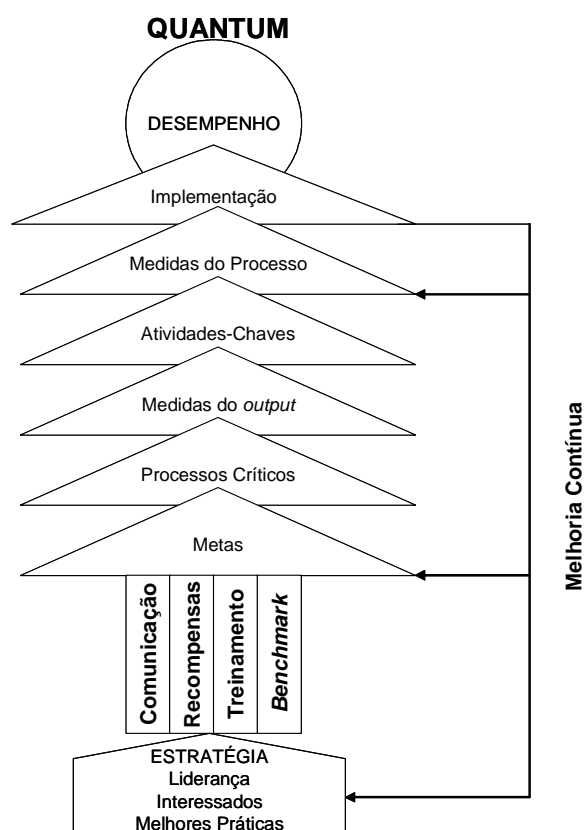 QUANTUM
DESEMPENHO
Implementação
Medidas do Processo
Atividades-Chaves
Medidas do output
Processos Críticos
Metas
Comunicação
Recompensas
Treinamento
Benchmark
ESTRATÉGIA
Liderança
Interessados
Melhores Práticas
Melhoria Contínua